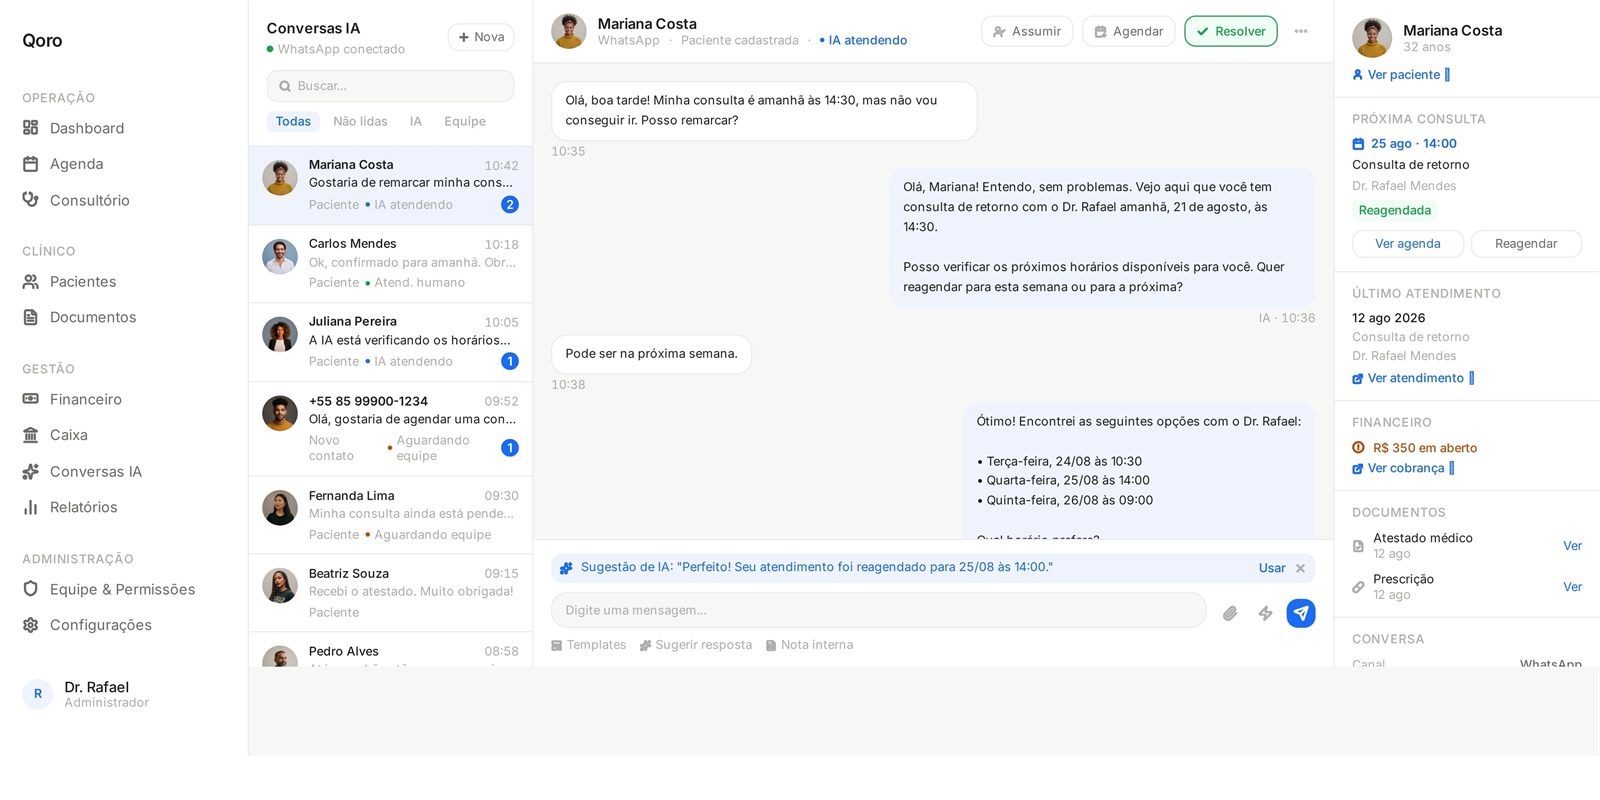 Qoro
OPERAÇÃO
Dashboard
Agenda
Consultório
CLÍNICO
Pacientes
Documentos
GESTÃO
Financeiro
Caixa
Conversas IA
Relatórios
ADMINISTRAÇÃO
Equipe & Permissões
Configurações
R
Dr. Rafael
Administrador
Conversas IA
WhatsApp conectado
+ Nova
Buscar...
Todas Não lidas IA Equipe
Mariana Costa 10:42
Gostaria de remarcar minha cons...
Paciente • IA atendendo 2
Carlos Mendes 10:18
Ok, confirmado para amanhã. Obr...
Paciente • Atend. humano
Juliana Pereira 10:05
A IA está verificando os horários...
Paciente • IA atendendo 1
+55 85 99900-1234 09:52
Olá, gostaria de agendar uma con...
Novo contato • Aguardando equipe 1
Fernanda Lima 09:30
Minha consulta ainda está pende...
Paciente • Aguardando equipe
Beatriz Souza 09:15
Recebi o atestado. Muito obrigada!
Paciente
Pedro Alves 08:58
Mariana Costa
WhatsApp · Paciente cadastrada · • IA atendendo
Assumir
Agendar
Resolver
Olá, boa tarde! Minha consulta é amanhã às 14:30, mas não vou
conseguir ir. Posso remarcar?
10:35
Olá, Mariana! Entendo, sem problemas. Vejo aqui que você tem
consulta de retorno com o Dr. Rafael amanhã, 21 de agosto, às
14:30.
Posso verificar os próximos horários disponíveis para você. Quer
reagendar para esta semana ou para a próxima?
IA · 10:36
Pode ser na próxima semana.
10:38
Ótimo! Encontrei as seguintes opções com o Dr. Rafael:
• Terça-feira, 24/08 às 10:30
• Quarta-feira, 25/08 às 14:00
• Quinta-feira, 26/08 às 09:00
Qual horário prefere?
Sugestão de IA: "Perfeito! Seu atendimento foi reagendado para 25/08 às 14:00."
Usar
Digite uma mensagem...
Templates
Sugerir resposta
Nota interna
Mariana Costa
32 anos
Ver paciente
PRÓXIMA CONSULTA
25 ago · 14:00
Consulta de retorno
Dr. Rafael Mendes
Reagendada
Ver agenda
Reagendar
ÚLTIMO ATENDIMENTO
12 ago 2026
Consulta de retorno
Dr. Rafael Mendes
Ver atendimento
FINANCEIRO
R$ 350 em aberto
Ver cobrança
DOCUMENTOS
Atestado médico
12 ago
Ver
Prescrição
12 ago
Ver
CONVERSA
Canal WhatsApp